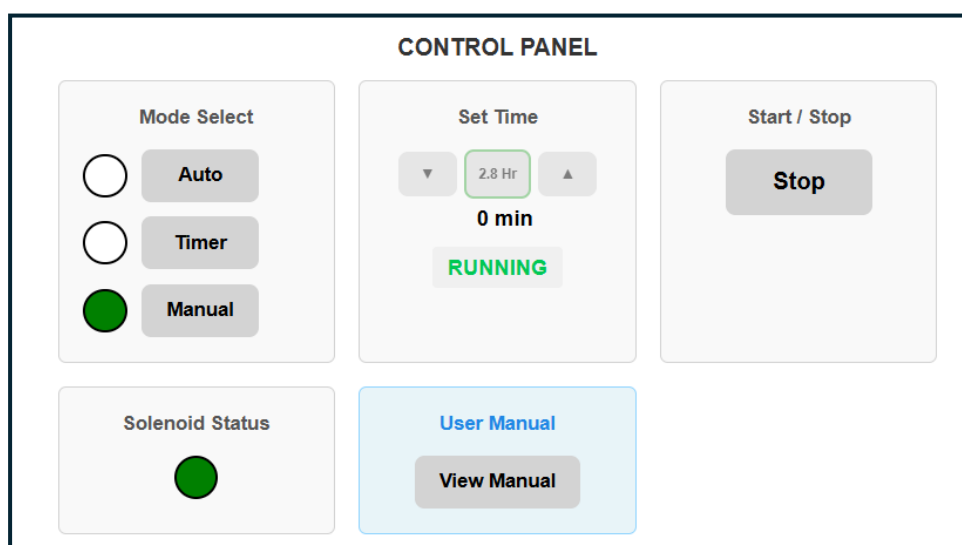 CONTROL PANEL
Mode Select
Auto
Timer
Manual
Set Time
▼ 2.8 Hr ▲
0 min
RUNNING
Start / Stop
Stop
Solenoid Status
User Manual
View Manual